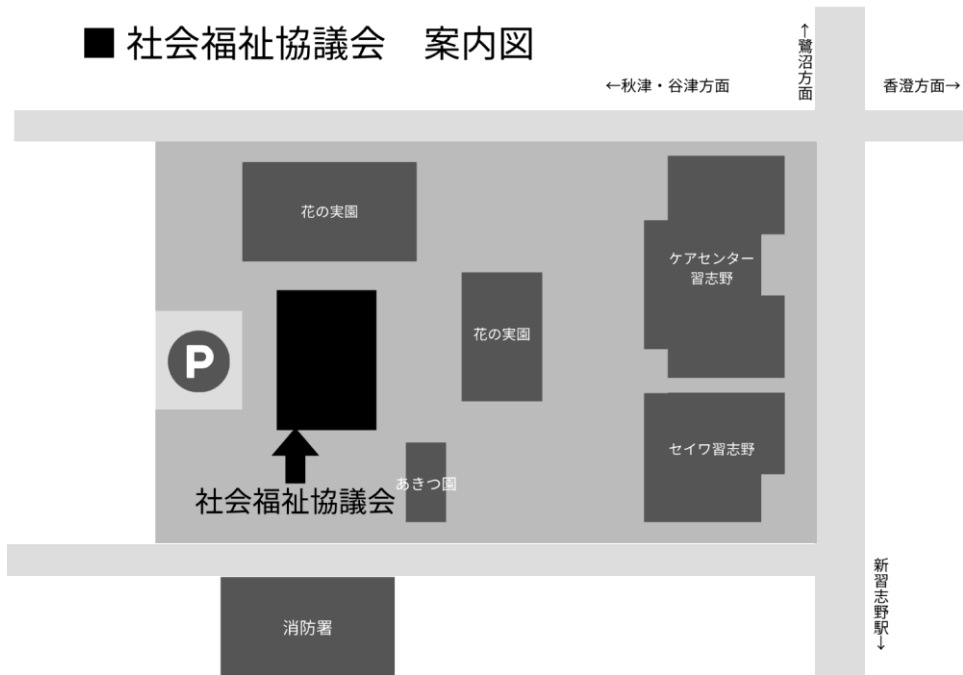 ■ 社会福祉協議会　案内図
↑鷺沼方面
←秋津・谷津方面
香澄方面→
花の実園
ケアセンター
習志野
花の実園
P
セイワ習志野
あきつ園
社会福祉協議会
新習志野駅↓
消防署